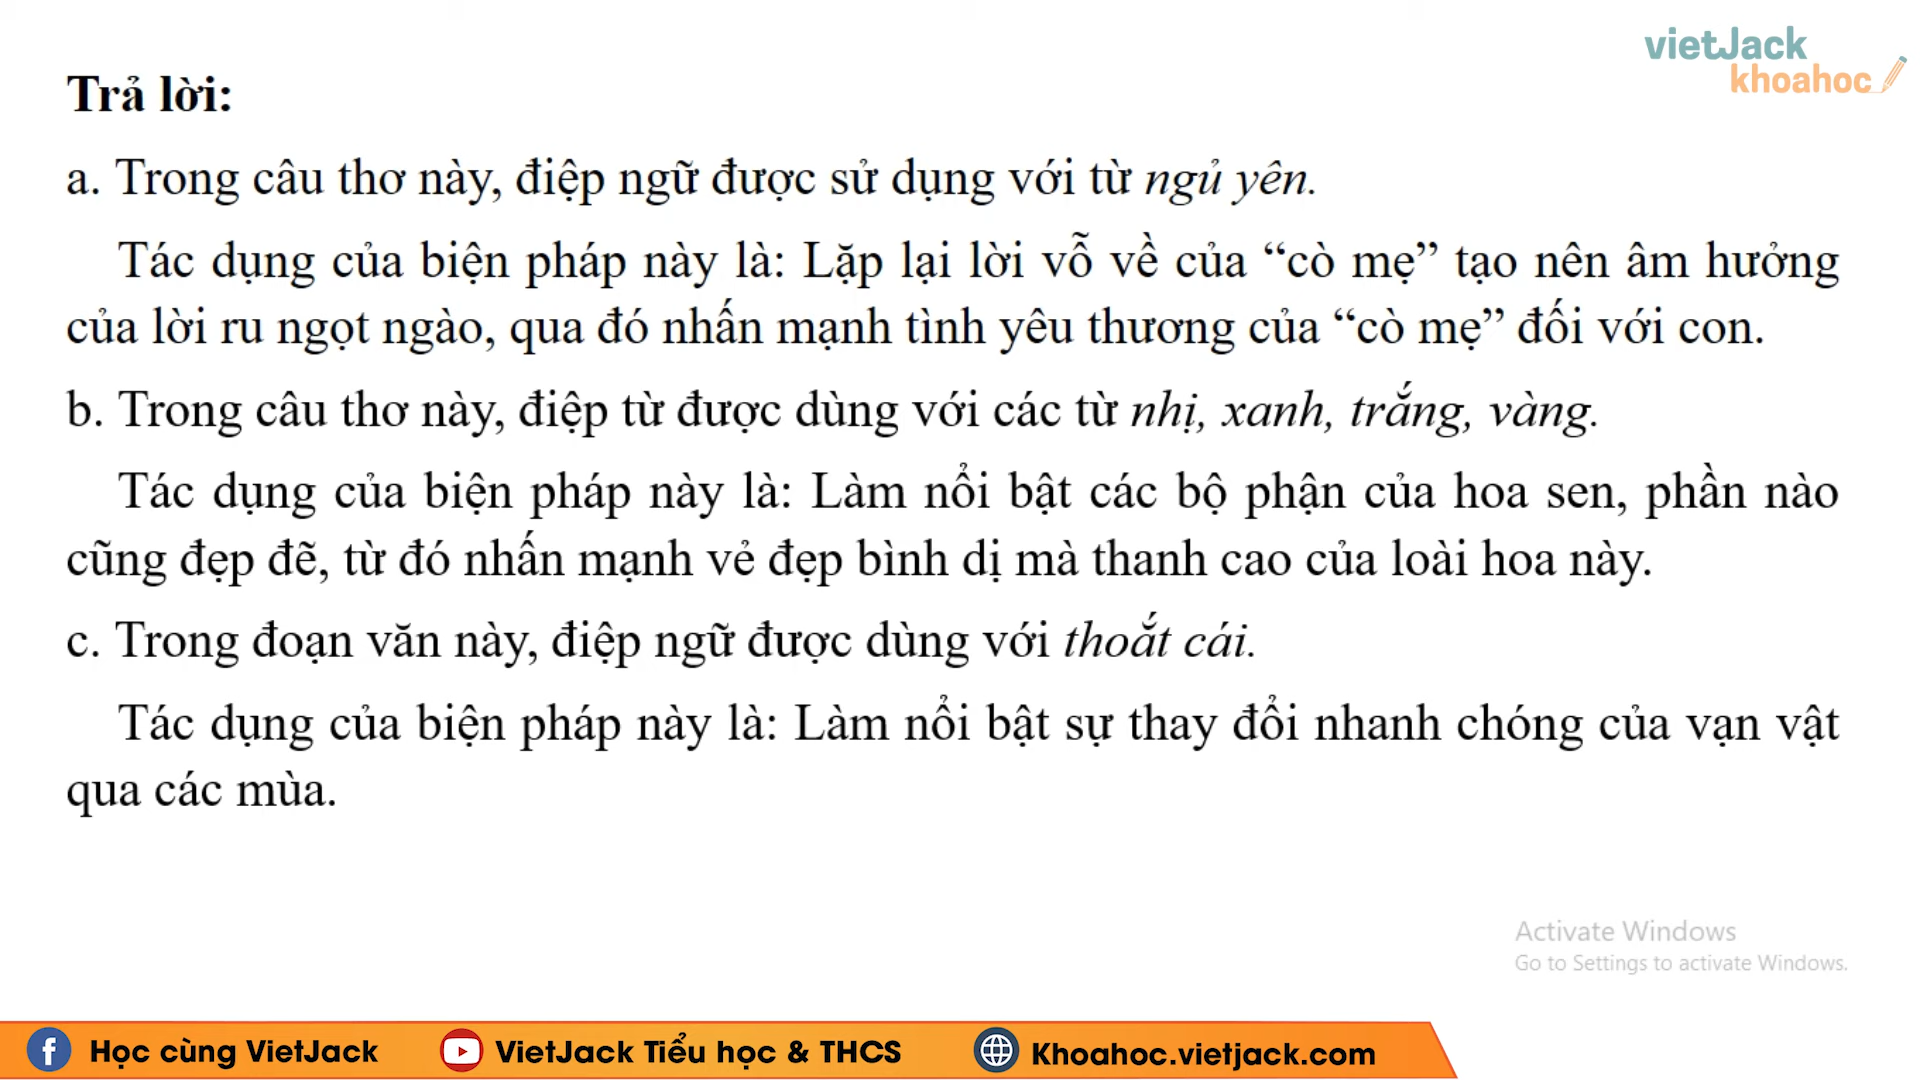 vietJack
khoahoc
Trả lời:
a. Trong câu thơ này, điệp ngữ được sử dụng với từ ngủ yên.
Tác dụng của biện pháp này là: Lặp lại lời vỗ về của “cò mẹ” tạo nên âm hưởng
của lời ru ngọt ngào, qua đó nhấn mạnh tình yêu thương của “cò mẹ” đối với con.
b. Trong câu thơ này, điệp từ được dùng với các từ nhị, xanh, trắng, vàng.
Tác dụng của biện pháp này là: Làm nổi bật các bộ phận của hoa sen, phần nào
cũng đẹp đẽ, từ đó nhấn mạnh vẻ đẹp bình dị mà thanh cao của loài hoa này.
c. Trong đoạn văn này, điệp ngữ được dùng với thoắt cái.
Tác dụng của biện pháp này là: Làm nổi bật sự thay đổi nhanh chóng của vạn vật
qua các mùa.
Activate Windows
Go to Settings to activate Windows.
Học cùng VietJack
VietJack Tiểu học & THCS
Khoahoc.vietjack.com